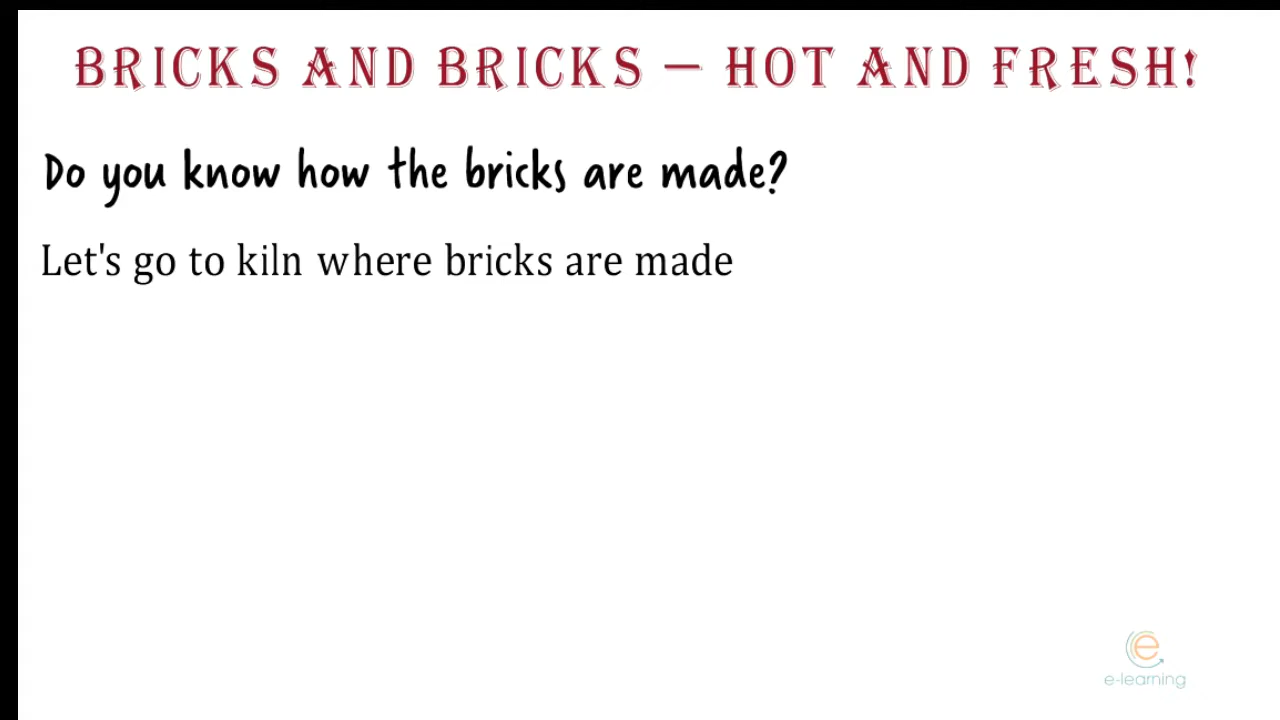 BRICKS AND BRICKS – HOT AND FRESH!
Do you know how the bricks are made?
Let's go to kiln where bricks are made
e
e-learning